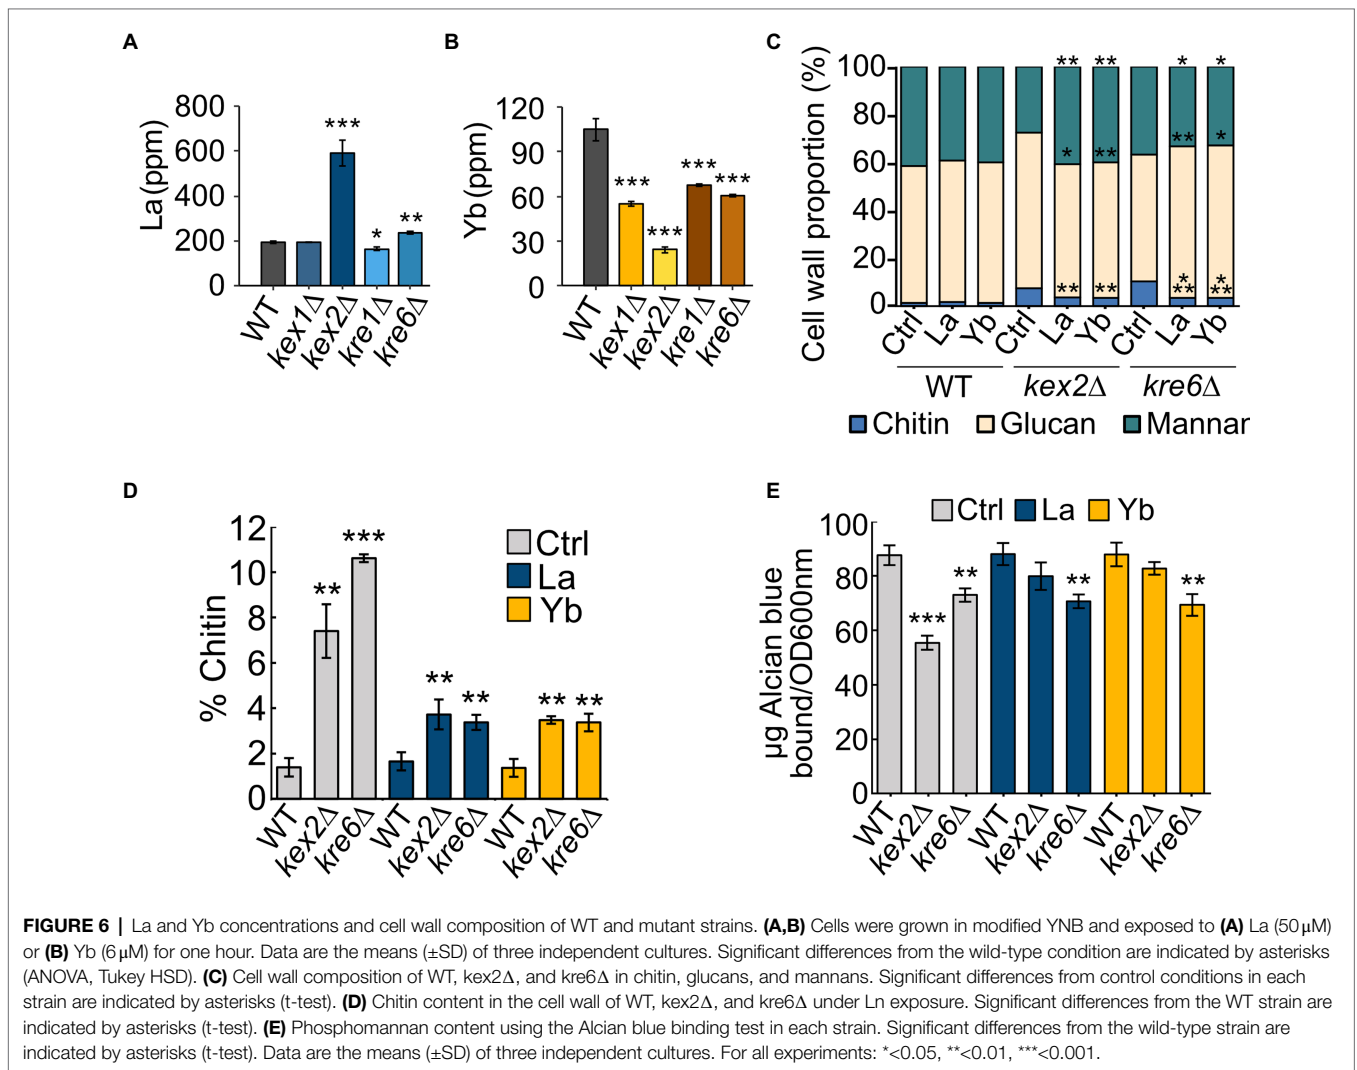 A
La (ppm)
800
600
400
200
0
***
*
**
WT
kex1Δ
kex2Δ
kre1Δ
kre6Δ
B
Yb (ppm)
120
90
60
30
0
***
***
***
***
WT
kex1Δ
kex2Δ
kre1Δ
kre6Δ
C
Cell wall proportion (%)
100
80
60
40
20
0
** ** * *
* ** ** *
** ** *** ***
Ctrl La Yb Ctrl La Yb Ctrl La Yb
WT kex2Δ kre6Δ
Chitin Glucan Mannar
D
% Chitin
12
10
8
6
4
2
0
Ctrl
La
Yb
** *** ** ** ** **
WT kex2Δ kre6Δ WT kex2Δ kre6Δ WT kex2Δ kre6Δ
E
Ctrl La Yb
µg Alcian blue
bound/OD600nm
100
80
60
40
20
0
*** ** ** **
WT kex2Δ kre6Δ WT kex2Δ kre6Δ WT kex2Δ kre6Δ
FIGURE 6 | La and Yb concentrations and cell wall composition of WT and mutant strains. (A,B) Cells were grown in modified YNB and exposed to (A) La (50 µM)
or (B) Yb (6 µM) for one hour. Data are the means (±SD) of three independent cultures. Significant differences from the wild-type condition are indicated by asterisks
(ANOVA, Tukey HSD). (C) Cell wall composition of WT, kex2Δ, and kre6Δ in chitin, glucans, and mannans. Significant differences from control conditions in each
strain are indicated by asterisks (t-test). (D) Chitin content in the cell wall of WT, kex2Δ, and kre6Δ under Ln exposure. Significant differences from the WT strain are
indicated by asterisks (t-test). (E) Phosphomannan content using the Alcian blue binding test in each strain. Significant differences from the wild-type strain are
indicated by asterisks (t-test). Data are the means (±SD) of three independent cultures. For all experiments: *<0.05, **<0.01, ***<0.001.